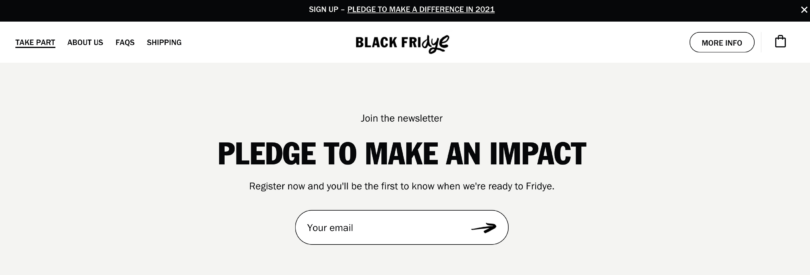 SIGN UP – PLEDGE TO MAKE A DIFFERENCE IN 2021
TAKE PART ABOUT US FAQS SHIPPING BLACK FRIdye MORE INFO
Join the newsletter
PLEDGE TO MAKE AN IMPACT
Register now and you'll be the first to know when we're ready to Fridye.
Your email